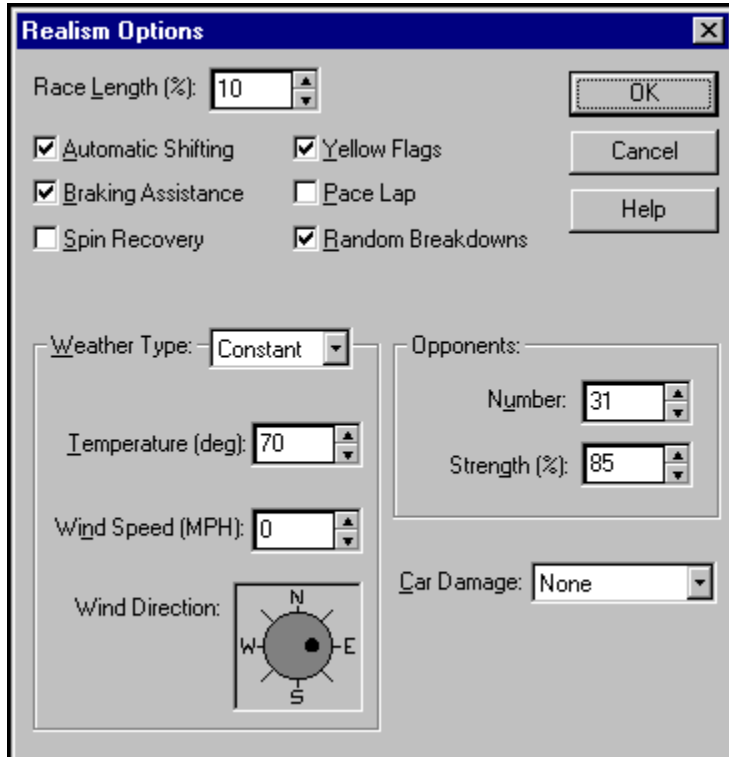 Realism Options
Race Length (%): 10
OK
Automatic Shifting
Yellow Flags
Cancel
Braking Assistance
Pace Lap
Help
Spin Recovery
Random Breakdowns
Weather Type: Constant
Opponents:
Number: 31
Temperature (deg): 70
Strength (%): 85
Wind Speed (MPH): 0
Car Damage: None
Wind Direction:
N
W
E
S